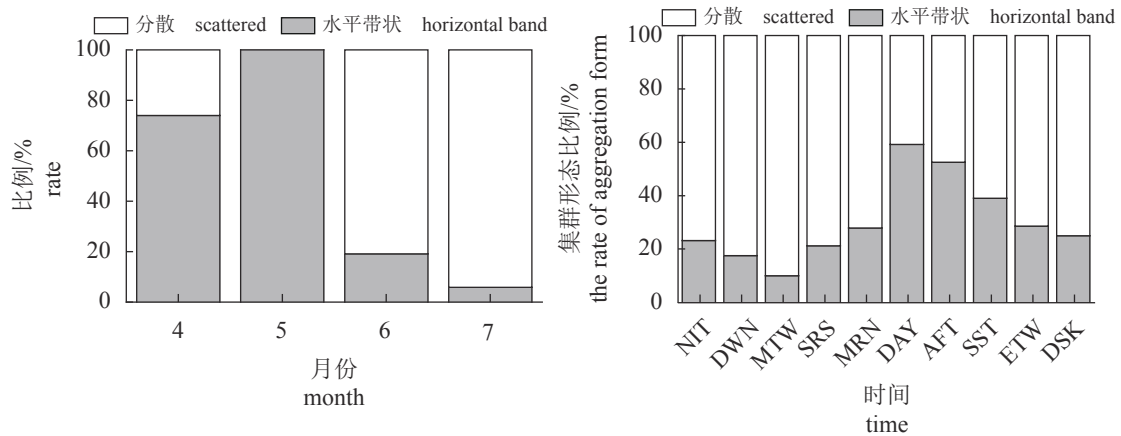 分散 scattered 水平带状 horizontal band
100
80
60
40
20
0
比例/%
rate
4 5 6 7
月份
month
分散 scattered 水平带状 horizontal band
100
80
60
40
20
0
集群形态比例/%
the rate of aggregation form
NIT DWN MTW SRS MRN DAY AFT SST ETW DSK
时间
time